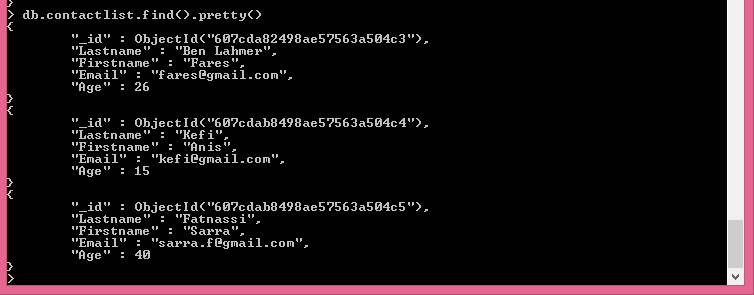 > db.contactlist.find().pretty()
{
        "_id" : ObjectId("607cda82498ae57563a504c3"),
        "Lastname" : "Ben Lahmer",
        "Firstname" : "Fares",
        "Email" : "fares@gmail.com",
        "Age" : 26
}
{
        "_id" : ObjectId("607cdab8498ae57563a504c4"),
        "Lastname" : "Kefi",
        "Firstname" : "Anis",
        "Email" : "kefi@gmail.com",
        "Age" : 15
}
{
        "_id" : ObjectId("607cdab8498ae57563a504c5"),
        "Lastname" : "Fatnassi",
        "Firstname" : "Sarra",
        "Email" : "sarra.f@gmail.com",
        "Age" : 40
}
>